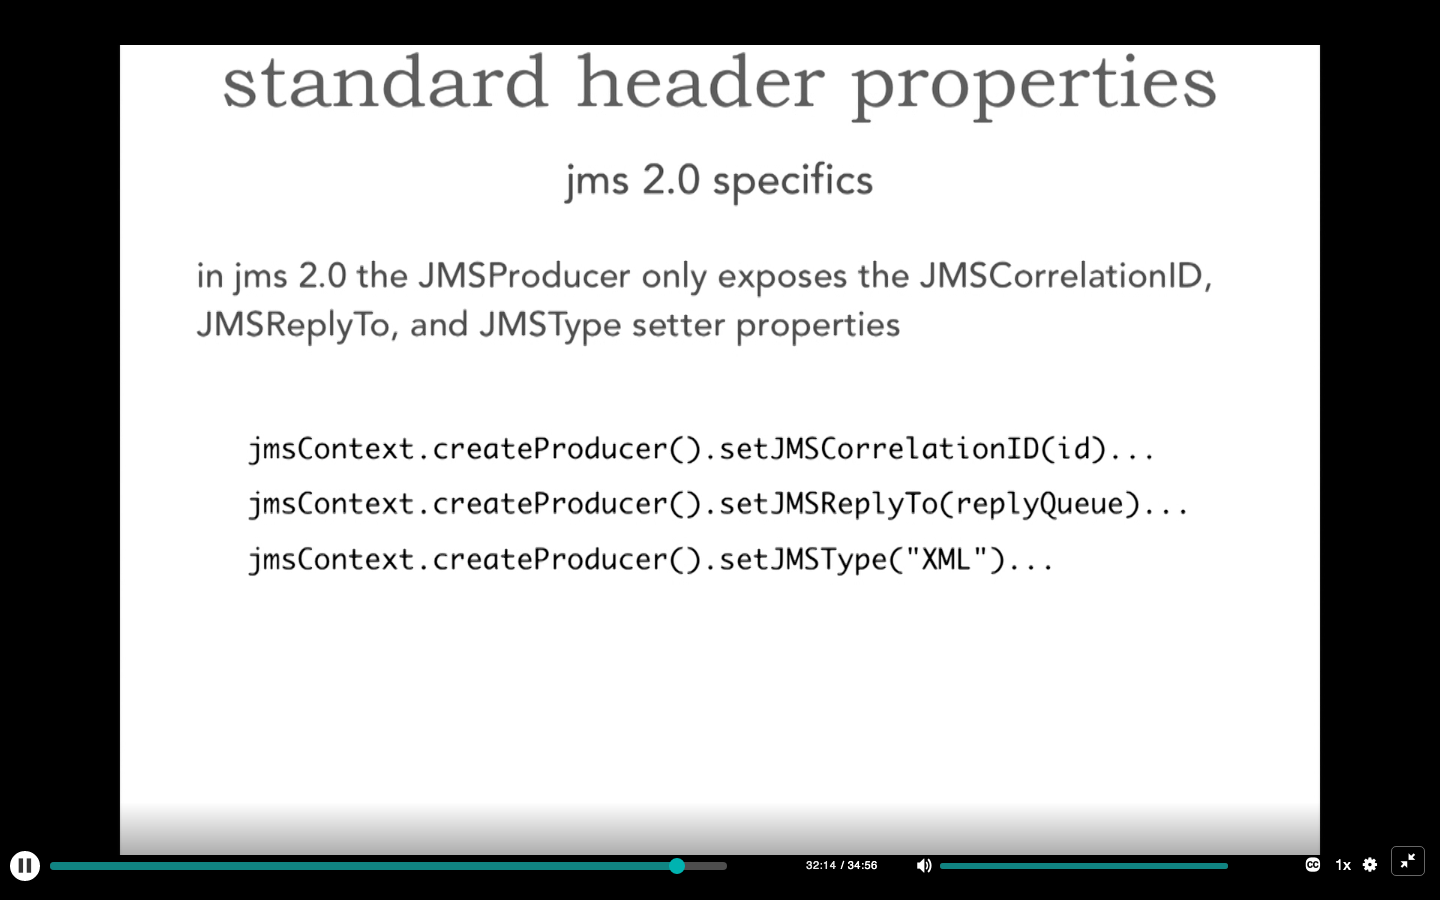 standard header properties
jms 2.0 specifics
in jms 2.0 the JMSProducer only exposes the JMSCorrelationID,
JMSReplyTo, and JMSType setter properties
jmsContext.createProducer().setJMSCorrelationID(id)...
jmsContext.createProducer().setJMSReplyTo(replyQueue)...
jmsContext.createProducer().setJMSType("XML")...
32:14 / 34:56
CC
1x